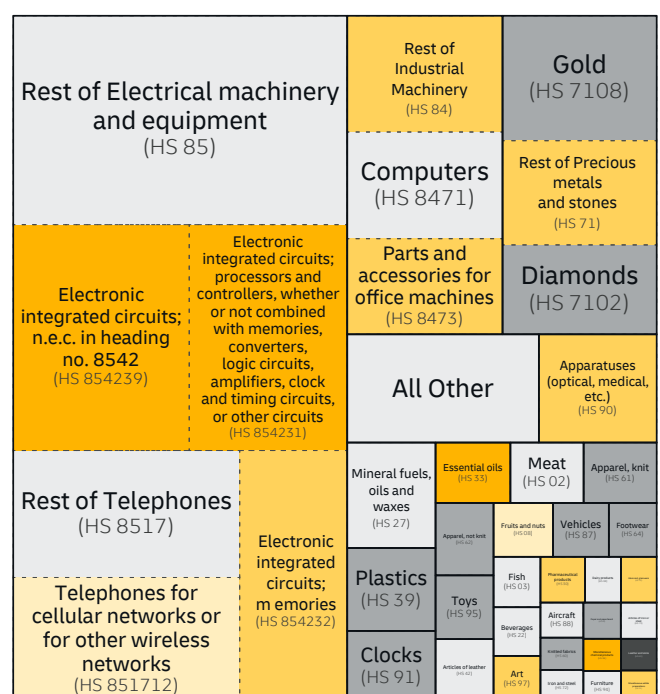 Rest of Electrical machinery
and equipment
(HS 85)
Rest of
Industrial
Machinery
(HS 84)
Gold
(HS 7108)
Computers
(HS 8471)
Rest of Precious
metals
and stones
(HS 71)
Electronic
integrated circuits;
n.e.c. in heading
no. 8542
(HS 854239)
Electronic
integrated circuits;
processors and
controllers, whether
or not combined
with memories,
converters,
logic circuits,
amplifiers, clock
and timing circuits,
or other circuits
(HS 854231)
Parts and
accessories for
office machines
(HS 8473)
Diamonds
(HS 7102)
All Other
Apparatuses
(optical, medical,
etc.)
(HS 90)
Rest of Telephones
(HS 8517)
Telephones for
cellular networks or
for other wireless
networks
(HS 851712)
Electronic
integrated
circuits;
m emories
(HS 854232)
Mineral fuels,
oils and
waxes
(HS 27)
Essential oils
(HS 33)
Meat
(HS 02)
Apparel, knit
(HS 61)
Apparel, not knit
(HS 62)
Fruits and nuts
(HS 08)
Vehicles
(HS 87)
Footwear
(HS 64)
Plastics
(HS 39)
Toys
(HS 95)
Fish
(HS 03)
Pharmaceutical
products
Dairy products
Beverages
(HS 22)
Aircraft
(HS 88)
Clocks
(HS 91)
Articles of leather
(HS 42)
Art
(HS 97)
Knitted fabrics
Iron and steel
(HS 72)
Furniture
(HS 94)